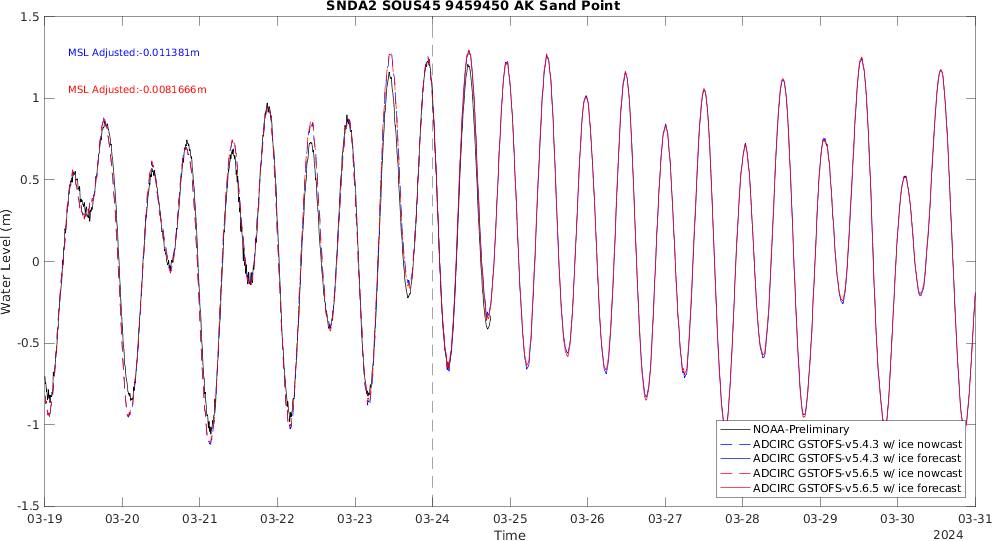 SNDA2 SOUS45 9459450 AK Sand Point
1.5
MSL Adjusted:-0.011381m
MSL Adjusted:-0.0081666m
1
0.5
0
-0.5
-1
-1.5
Water Level (m)
NOAA-Preliminary
ADCIRC GSTOFS-v5.4.3 w/ ice nowcast
ADCIRC GSTOFS-v5.4.3 w/ ice forecast
ADCIRC GSTOFS-v5.6.5 w/ ice nowcast
ADCIRC GSTOFS-v5.6.5 w/ ice forecast
03-19 03-20 03-21 03-22 03-23 03-24 03-25 03-26 03-27 03-28 03-29 03-30 03-31
Time
2024